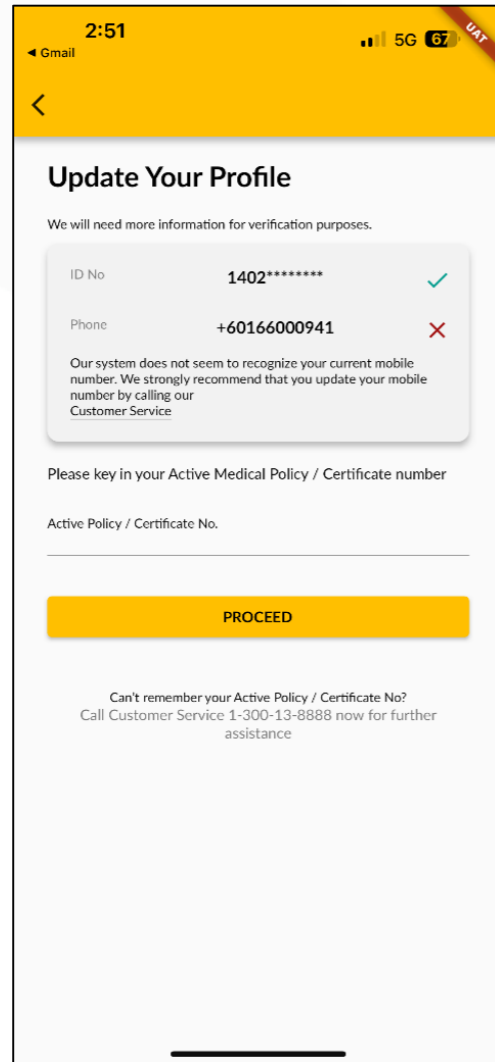 2:51
◀ Gmail
5G 67
UAT
Update Your Profile
We will need more information for verification purposes.
ID No 1402********
Phone +60166000941
Our system does not seem to recognize your current mobile
number. We strongly recommend that you update your mobile
number by calling our
Customer Service
Please key in your Active Medical Policy / Certificate number
Active Policy / Certificate No.
PROCEED
Can't remember your Active Policy / Certificate No?
Call Customer Service 1-300-13-8888 now for further
assistance